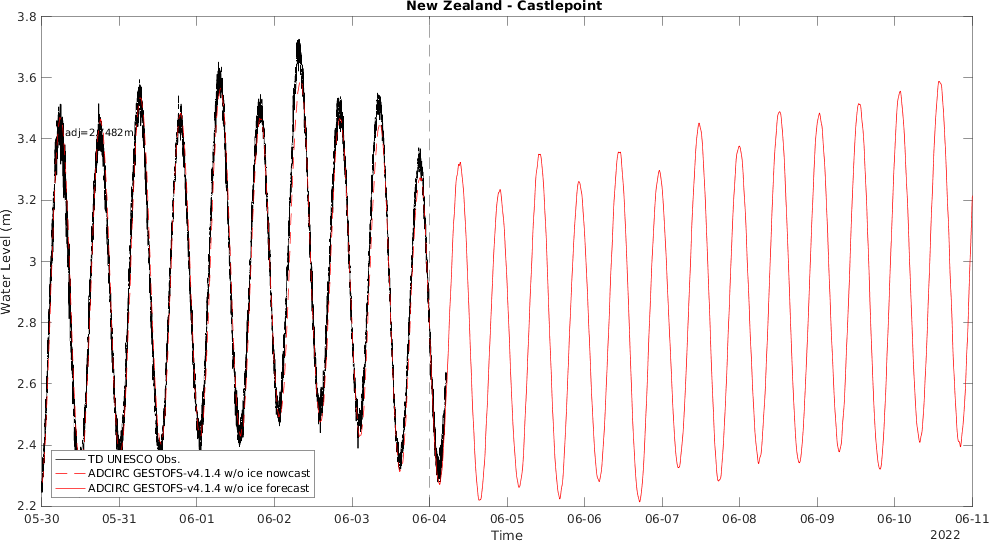 New Zealand - Castlepoint
3.8
3.6
3.4
3.2
3
2.8
2.6
2.4
2.2
Water Level (m)
TD UNESCO Obs.
ADCIRC GESTOFS-v4.1.4 w/o ice nowcast
ADCIRC GESTOFS-v4.1.4 w/o ice forecast
05-30 05-31 06-01 06-02 06-03 06-04 06-05 06-06 06-07 06-08 06-09 06-10 06-11
Time
2022